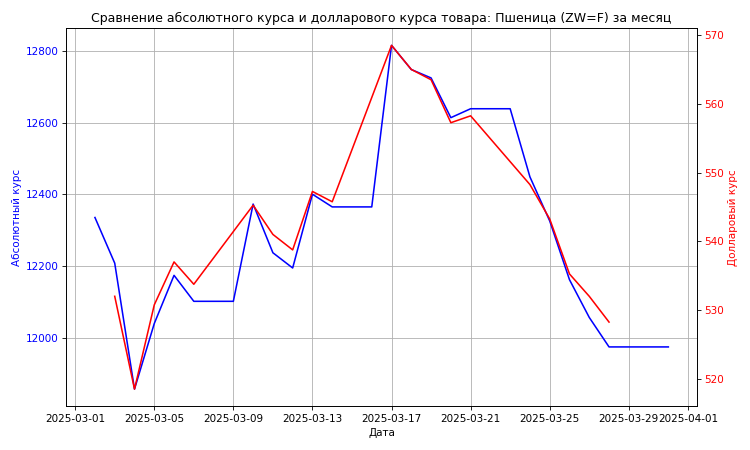 Сравнение абсолютного курса и долларового курса товара: Пшеница (ZW=F) за месяц
Абсолютный курс
12800
12600
12400
12200
12000
570
560
550
540
530
520
Долларовый курс
2025-03-01 2025-03-05 2025-03-09 2025-03-13 2025-03-17 2025-03-21 2025-03-25 2025-03-29 2025-04-01
Дата